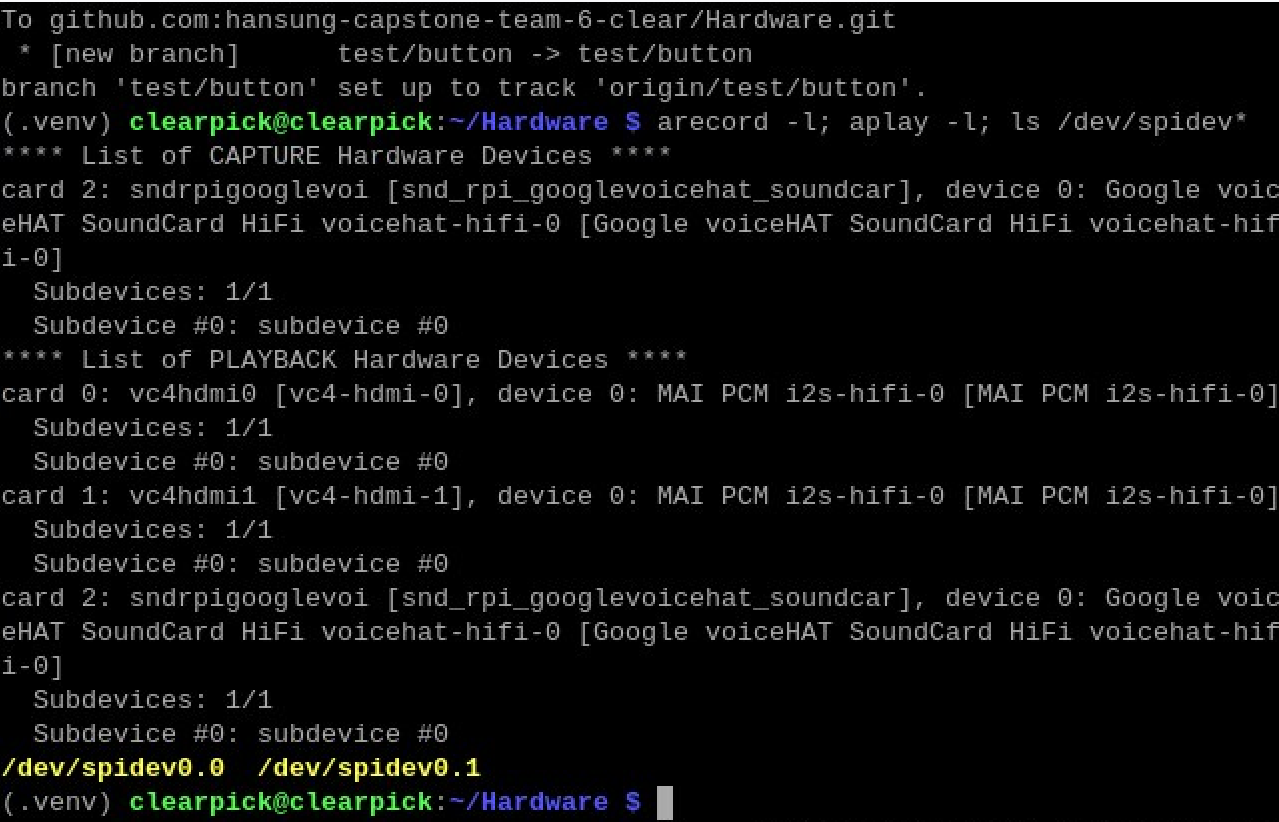 To github.com:hansung-capstone-team-6-clear/Hardware.git
 * [new branch]      test/button -> test/button
branch 'test/button' set up to track 'origin/test/button'.
(.venv) clearpick@clearpick:~/Hardware $ arecord -l; aplay -l; ls /dev/spidev*
**** List of CAPTURE Hardware Devices ****
card 2: sndrpigooglevoi [snd_rpi_googlevoicehat_soundcar], device 0: Google voic
eHAT SoundCard HiFi voicehat-hifi-0 [Google voiceHAT SoundCard HiFi voicehat-hif
i-0]
  Subdevices: 1/1
  Subdevice #0: subdevice #0
**** List of PLAYBACK Hardware Devices ****
card 0: vc4hdmi0 [vc4-hdmi-0], device 0: MAI PCM i2s-hifi-0 [MAI PCM i2s-hifi-0]
  Subdevices: 1/1
  Subdevice #0: subdevice #0
card 1: vc4hdmi1 [vc4-hdmi-1], device 0: MAI PCM i2s-hifi-0 [MAI PCM i2s-hifi-0]
  Subdevices: 1/1
  Subdevice #0: subdevice #0
card 2: sndrpigooglevoi [snd_rpi_googlevoicehat_soundcar], device 0: Google voic
eHAT SoundCard HiFi voicehat-hifi-0 [Google voiceHAT SoundCard HiFi voicehat-hif
i-0]
  Subdevices: 1/1
  Subdevice #0: subdevice #0
/dev/spidev0.0  /dev/spidev0.1
(.venv) clearpick@clearpick:~/Hardware $